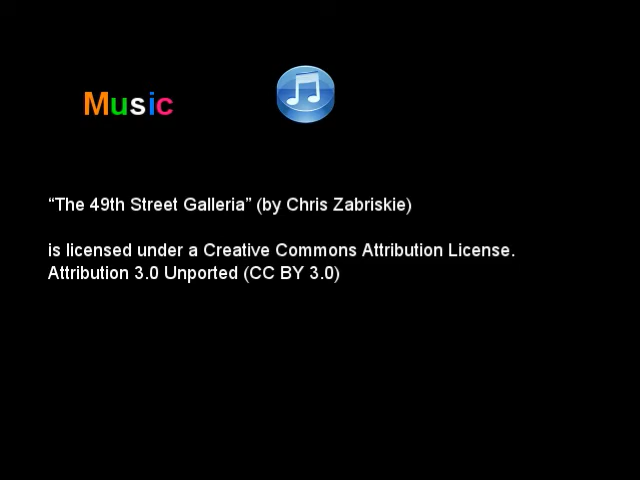 Music
“The 49th Street Galleria” (by Chris Zabriskie)
is licensed under a Creative Commons Attribution License.
Attribution 3.0 Unported (CC BY 3.0)